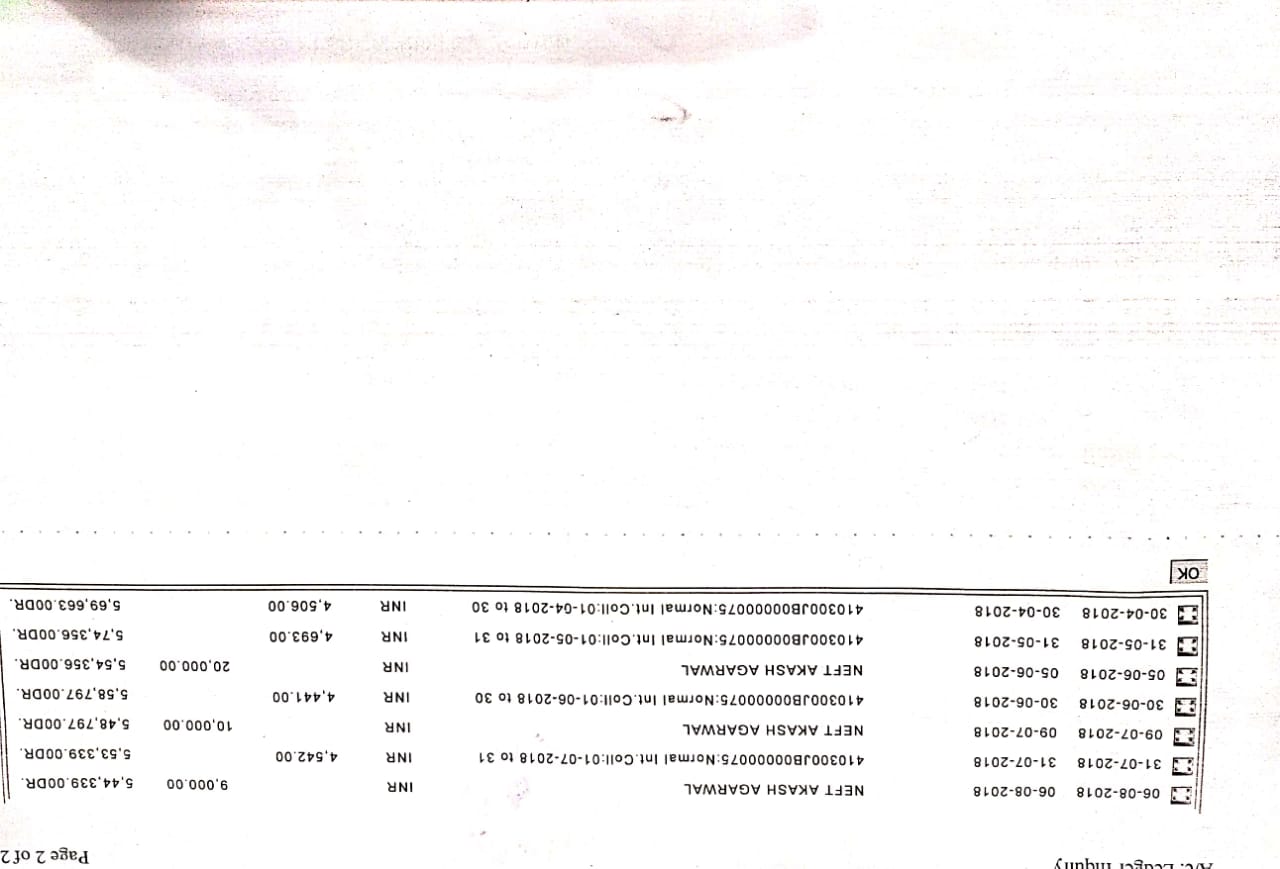 A/c. Ledger Inquiry
Page 2 of 2
06-08-2018 06-08-2018 NEFT AKASH AGARWAL INR 9,000.00 5,44,339.00DR.
31-07-2018 31-07-2018 410300JB00000075:Normal Int.Coll:01-07-2018 to 31 INR 4,542.00 5,53,339.00DR.
09-07-2018 09-07-2018 NEFT AKASH AGARWAL INR 10,000.00 5,48,797.00DR.
30-06-2018 30-06-2018 410300JB00000075:Normal Int.Coll:01-06-2018 to 30 INR 4,441.00 5,58,797.00DR.
05-06-2018 05-06-2018 NEFT AKASH AGARWAL INR 20,000.00 5,54,356.00DR.
31-05-2018 31-05-2018 410300JB00000075:Normal Int.Coll:01-05-2018 to 31 INR 4,693.00 5,74,356.00DR.
30-04-2018 30-04-2018 410300JB00000075:Normal Int.Coll:01-04-2018 to 30 INR 4,506.00 5,69,663.00DR.
OK